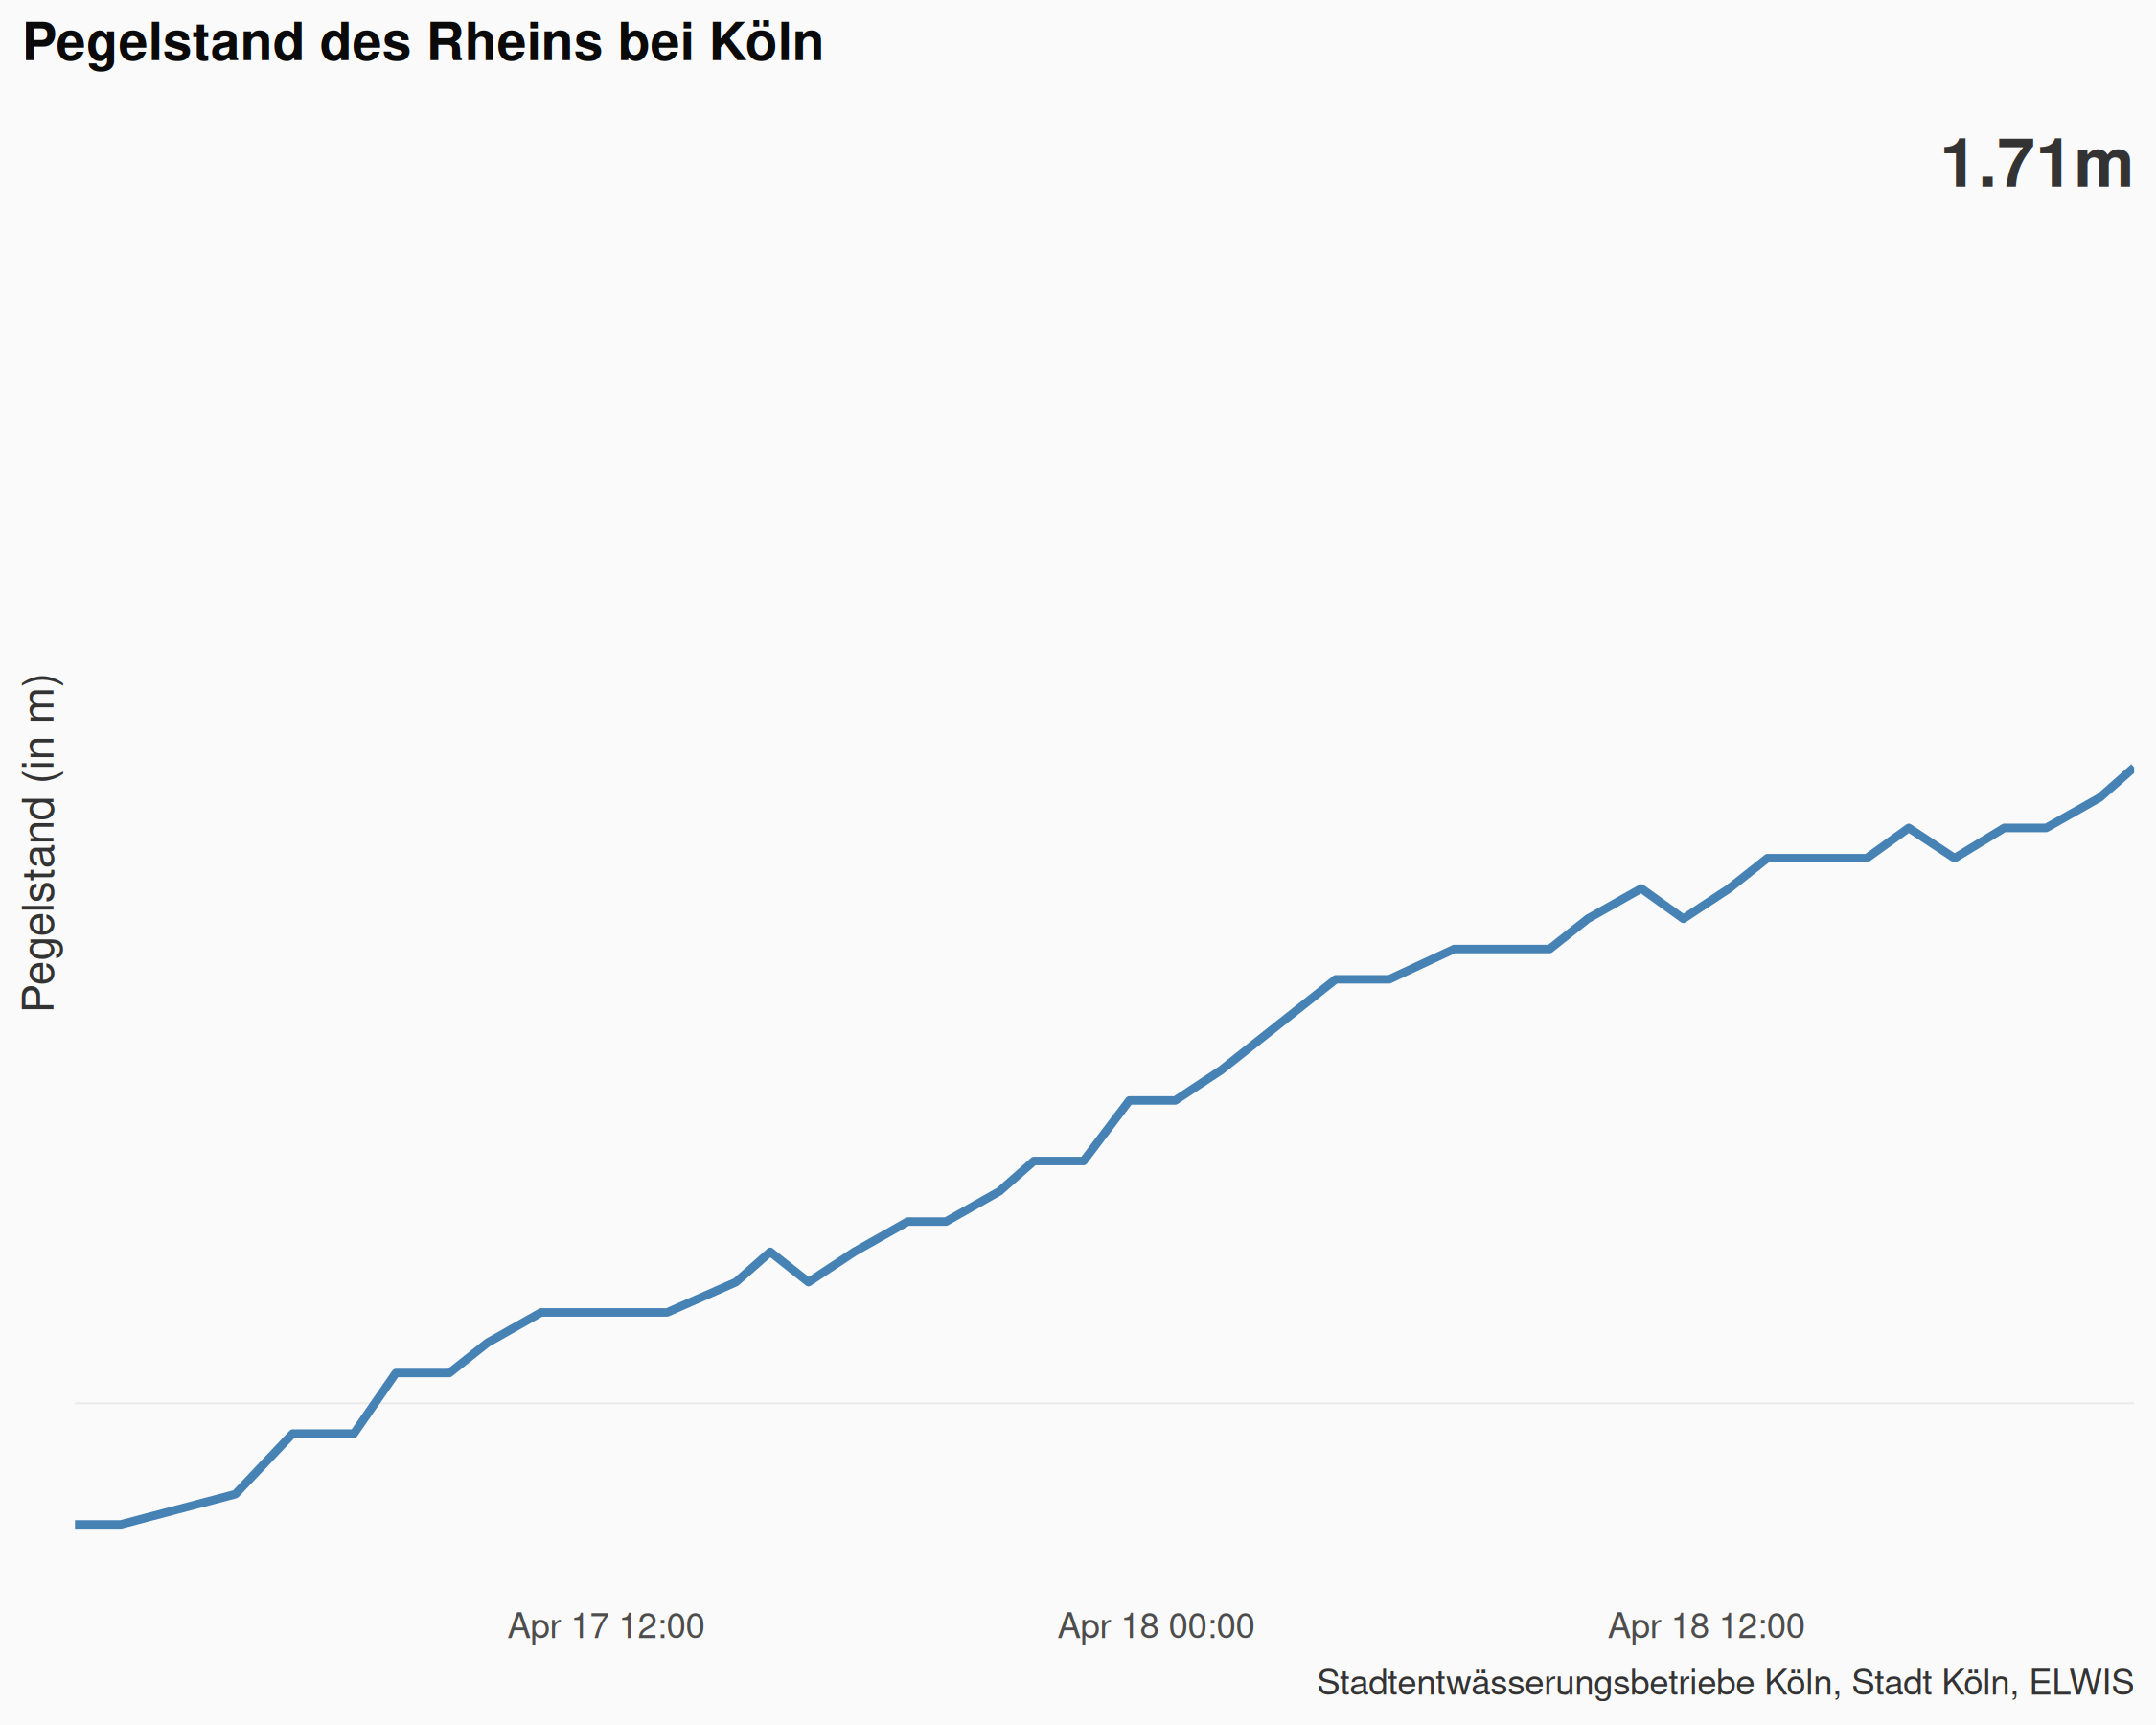 Pegelstand des Rheins bei Köln
1.71m
Pegelstand (in m)
Apr 17 12:00
Apr 18 00:00
Apr 18 12:00
Stadtentwässerungsbetriebe Köln, Stadt Köln, ELWIS